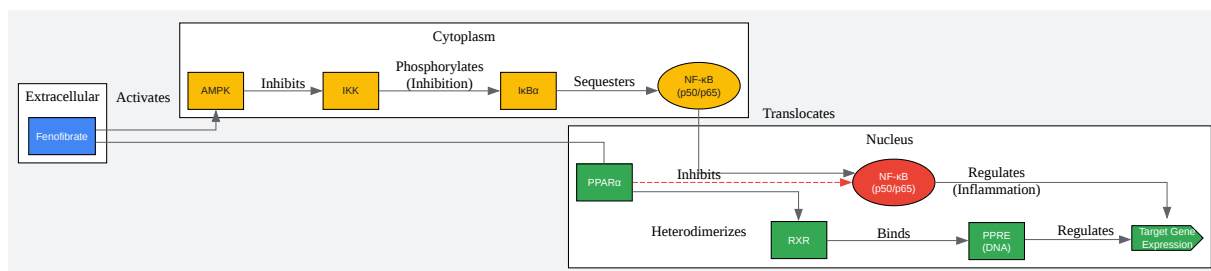 Cytoplasm
Extracellular
Activates
AMPK
Inhibits
IKK
Phosphorylates
(Inhibition)
IκBα
Sequesters
NF-κB
(p50/p65)
Fenofibrate
Translocates
Nucleus
PPARα
Inhibits
NF-κB
(p50/p65)
Regulates
(Inflammation)
Heterodimerizes
RXR
Binds
PPRE
(DNA)
Regulates
Target Gene
Expression